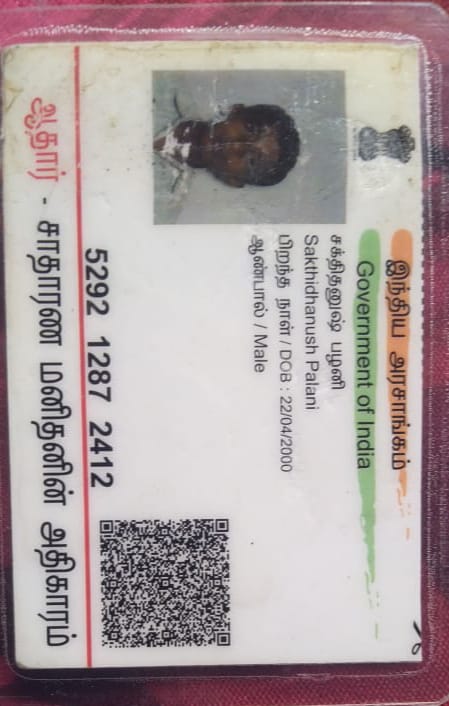 இந்திய அரசாங்கம்
Government of India
சக்திதனுஷ் பழனி
Sakthidhanush Palani
பிறந்த நாள் / DOB : 22/04/2000
ஆண்பால் / Male
5292 1287 2412
ஆதார் - சாதாரண மனிதனின் அதிகாரம்